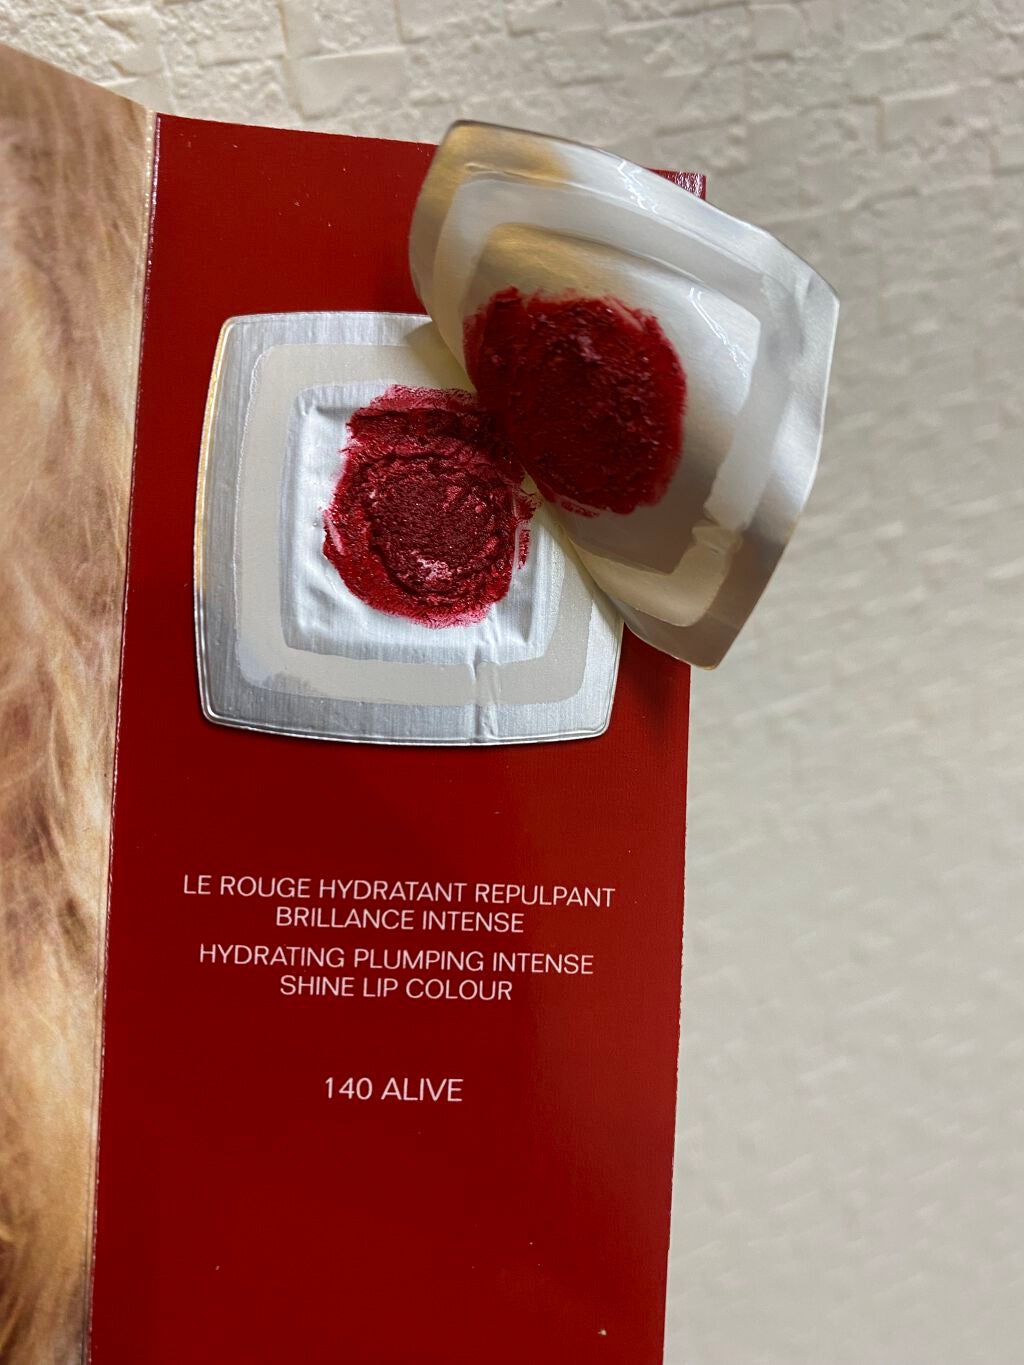 LE ROUGE HYDRATANT REPULPANT
BRILLANCE INTENSE
HYDRATING PLUMPING INTENSE
SHINE LIP COLOUR
140 ALIVE